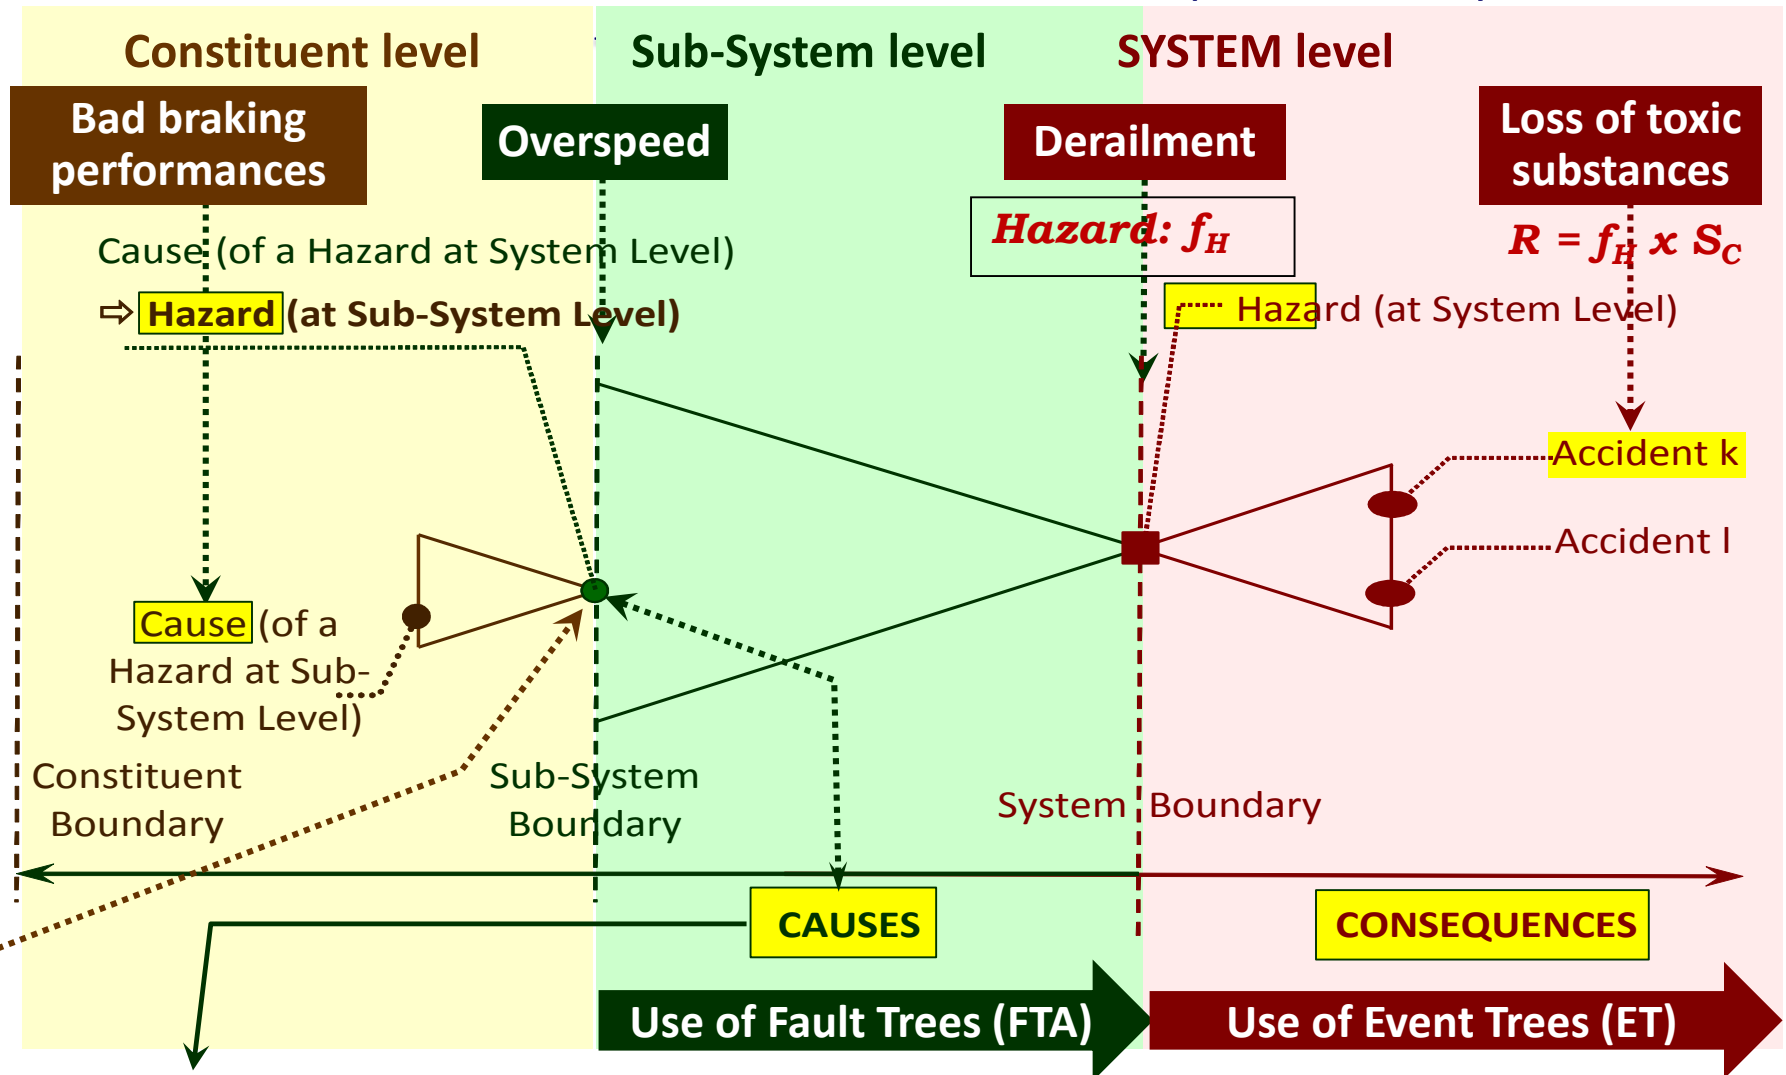 Constituent level
Sub-System level
SYSTEM level
Bad braking
performances
Overspeed
Derailment
Loss of toxic
substances
Cause (of a Hazard at System Level)
⇨ Hazard (at Sub-System Level)
Hazard: fH
R = fH x SC
Hazard (at System Level)
Accident k
Accident l
Cause (of a
Hazard at Sub-
System Level)
Constituent
Boundary
Sub-System
Boundary
System Boundary
CAUSES
CONSEQUENCES
Use of Fault Trees (FTA)
Use of Event Trees (ET)